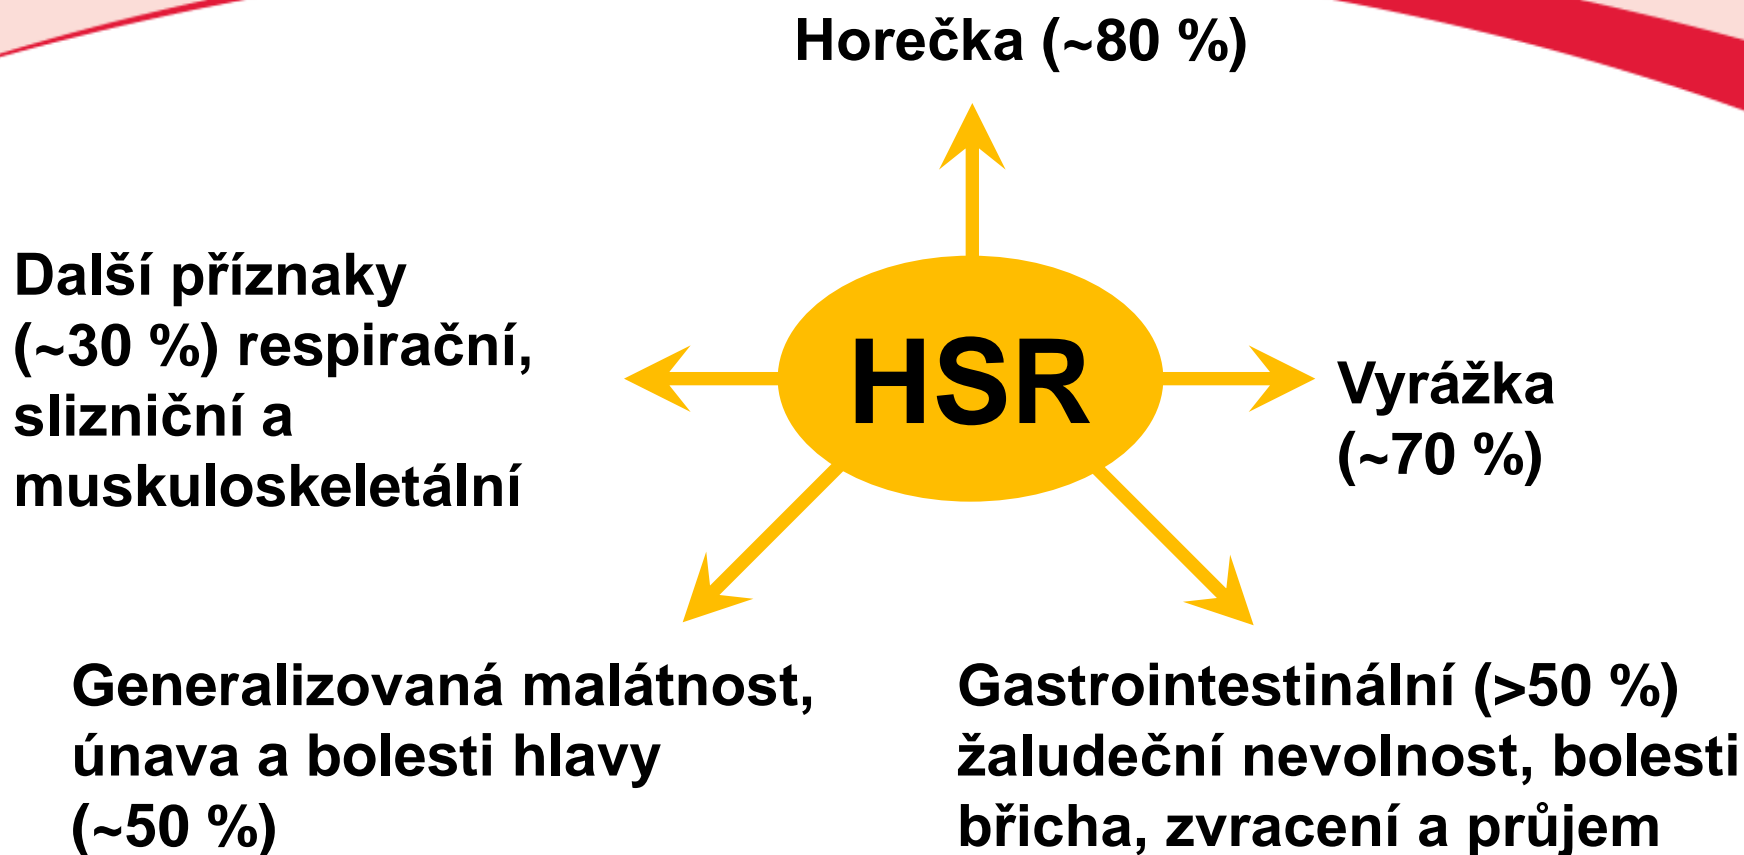 Horečka (~80 %)
Další příznaky
(~30 %) respirační,
slizniční a
muskuloskeletální
HSR
Vyrážka
(~70 %)
Generalizovaná malátnost,
únava a bolesti hlavy
(~50 %)
Gastrointestinální (>50 %)
žaludeční nevolnost, bolesti
břicha, zvracení a průjem